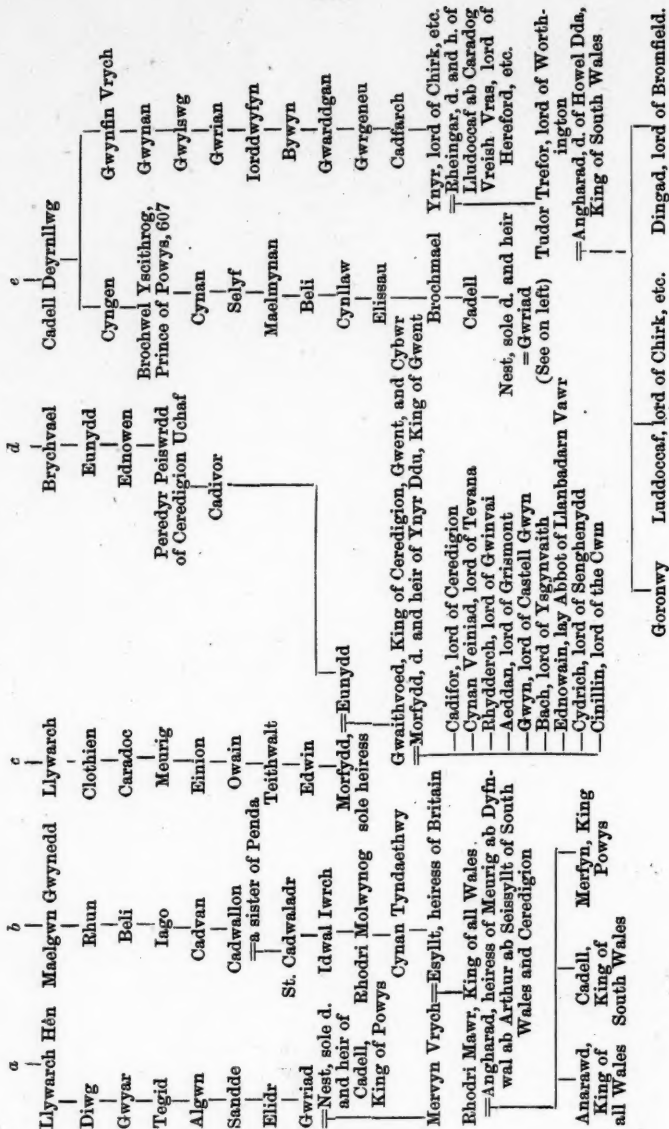 a
Llywarch Hên
Diwg
Gwyar
Tegid
Algwn
Sandde
Elidr
Gwriad
=Nest, sole d.
and heir of
Cadell,
King of Powys
b
Maelgwn Gwynedd
Rhun
Beli
Iago
Cadvan
Cadwallon
=a sister of Penda
St. Cadwaladr
Idwal Iwrch
Rhodri Molwynog
Cynan Tyndaethwy
Mervyn Vrych=Esyllt, heiress of Britain
Rhodri Mawr, King of all Wales.
=Angharad, heiress of Meurig ab Dyfn-
wal ab Arthur ab Seissyllt of South
Wales and Ceredigion
Anarawd,
King of
all Wales
Cadell,
King of
South Wales
Merfyn, King
Powys
c
Llywarch
Clothien
Caradoc
Meurig
Einion
Owain
Teithwalt
Edwin
Morfydd,=Eunydd
sole heiress
d
Brychvael
Eunydd
Ednowen
Peredyr Peiswrdd
of Ceredigion Uchaf
Cadivor
Gwaithvoed, King of Ceredigion, Gwent, and Cybwr
=Morfydd, d. and heir of Ynyr Ddu, King of Gwent
—Cadifor, lord of Ceredigion
—Cynan Veiniad, lord of Tevana
—Rhydderch, lord of Gwinvai
—Aeddan, lord of Grismont
—Gwyn, lord of Castell Gwyn
—Bach, lord of Ysgynvaith
—Ednowain, lay Abbot of Llanbadarn Vawr
—Cydrich, lord of Senghenydd
—Cinillin, lord of the Cwm
e
Cadell Deyrnllwg
Cyngen
Brochwel Yscithrog,
Prince of Powys, 607
Cynan
Selyf
Maelmynan
Beli
Cynllaw
Elissau
Brochmael
Cadell
Nest, sole d. and heir
=Gwriad
(See on left)
Gwynfin Vrych
Gwynan
Gwylswg
Gwrian
Iorddwyfyn
Bywyn
Gwarddgan
Gwrgeneu
Cadfarch
Ynyr, lord of Chirk, etc.
=Rheingar, d. and h. of
Lludoccaf ab Caradog
Vreish Vras, lord of
Hereford, etc.
Tudor Trefor, lord of Worth-
ington
=Angharad, d. of Howel Dda,
King of South Wales
Goronwy
Luddoccaf, lord of Chirk, etc.
Dingad, lord of Bromfield.